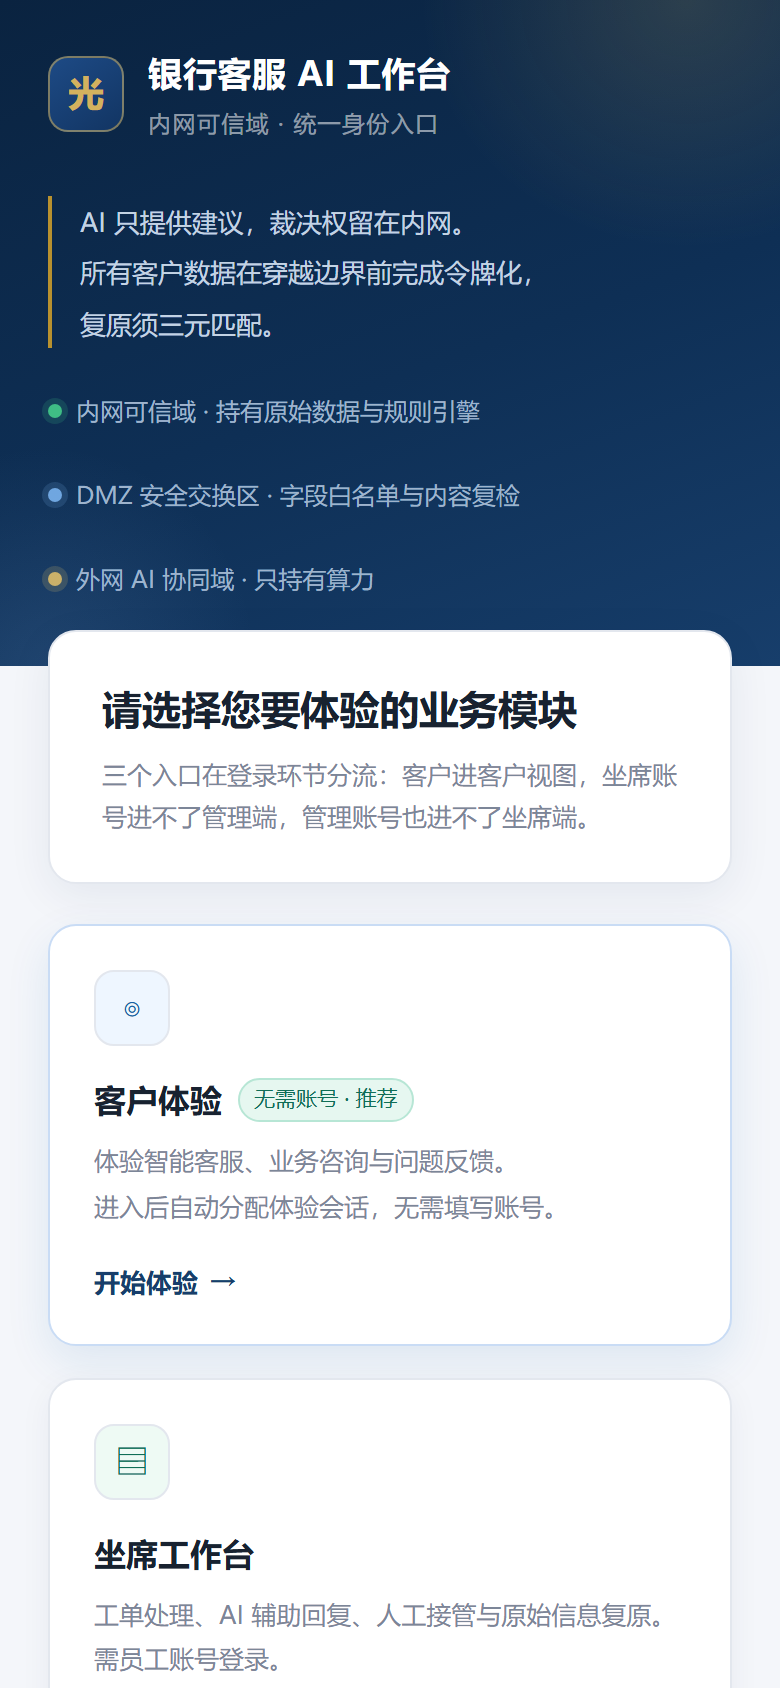 光
银行客服 AI 工作台
内网可信域 · 统一身份入口
AI 只提供建议，裁决权留在内网。
所有客户数据在穿越边界前完成令牌化，
复原须三元匹配。
内网可信域 · 持有原始数据与规则引擎
DMZ 安全交换区 · 字段白名单与内容复检
外网 AI 协同域 · 只持有算力
请选择您要体验的业务模块
三个入口在登录环节分流：客户进客户视图，坐席账
号进不了管理端，管理账号也进不了坐席端。
客户体验 无需账号 · 推荐
体验智能客服、业务咨询与问题反馈。
进入后自动分配体验会话，无需填写账号。
开始体验 →
坐席工作台
工单处理、AI 辅助回复、人工接管与原始信息复原。
需员工账号登录。